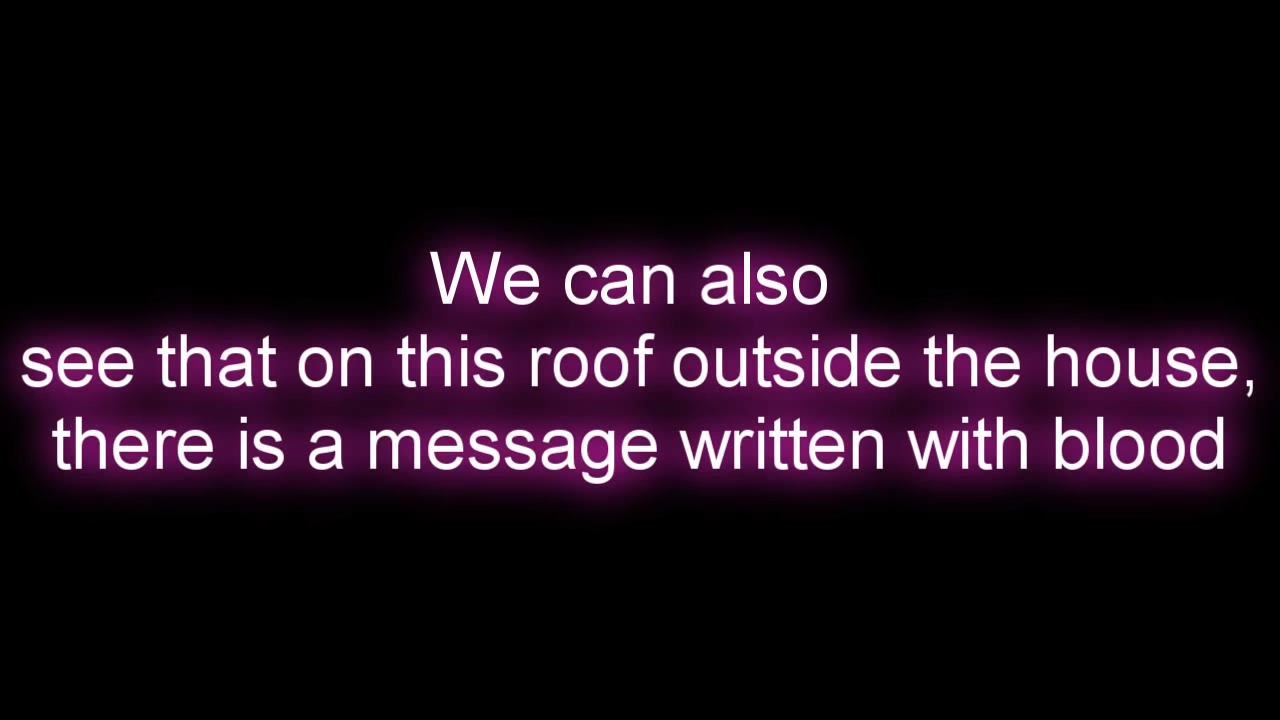 We can also
see that on this roof outside the house,
there is a message written with blood